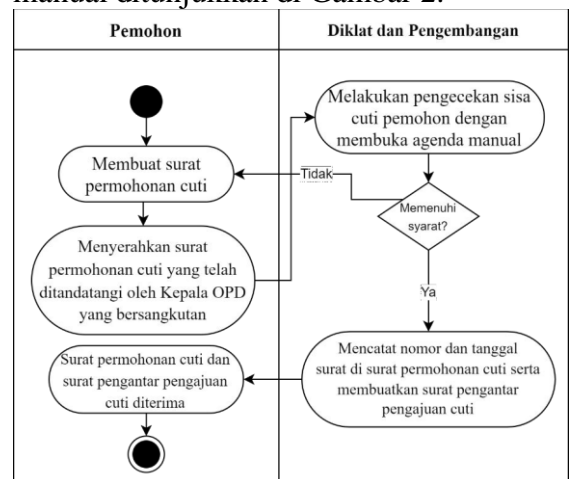 manual ditunjukkan di Gambar 2.
Pemohon
Diklat dan Pengembangan
Membuat surat
permohonan cuti
Menyerahkan surat
permohonan cuti yang telah
ditandatangi oleh Kepala OPD
yang bersangkutan
Melakukan pengecekan sisa
cuti pemohon dengan
membuka agenda manual
Memenuhi
syarat?
Tidak
Ya
Mencatat nomor dan tanggal
surat di surat permohonan cuti serta
membuatkan surat pengantar
pengajuan cuti
Surat permohonan cuti dan
surat pengantar pengajuan
cuti diterima